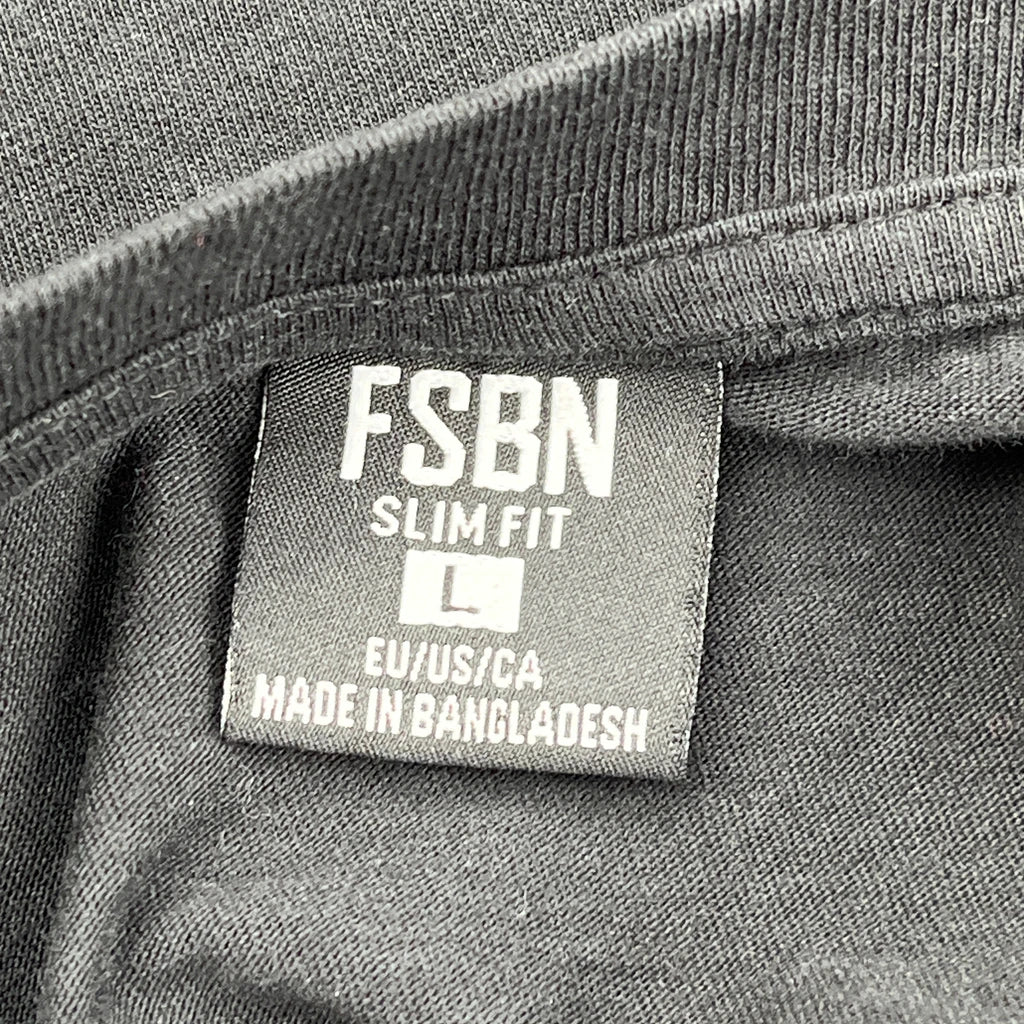 FSBN
SLIM FIT
L
EU/US/CA
MADE IN BANGLADESH